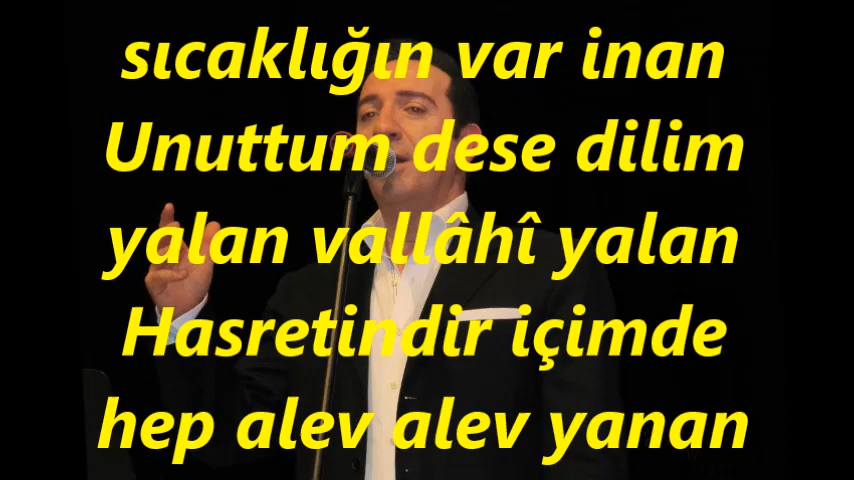 sıcaklığın var inan
Unuttum dese dilim
yalan vallâhî yalan
Hasretindir içimde
hep alev alev yanan